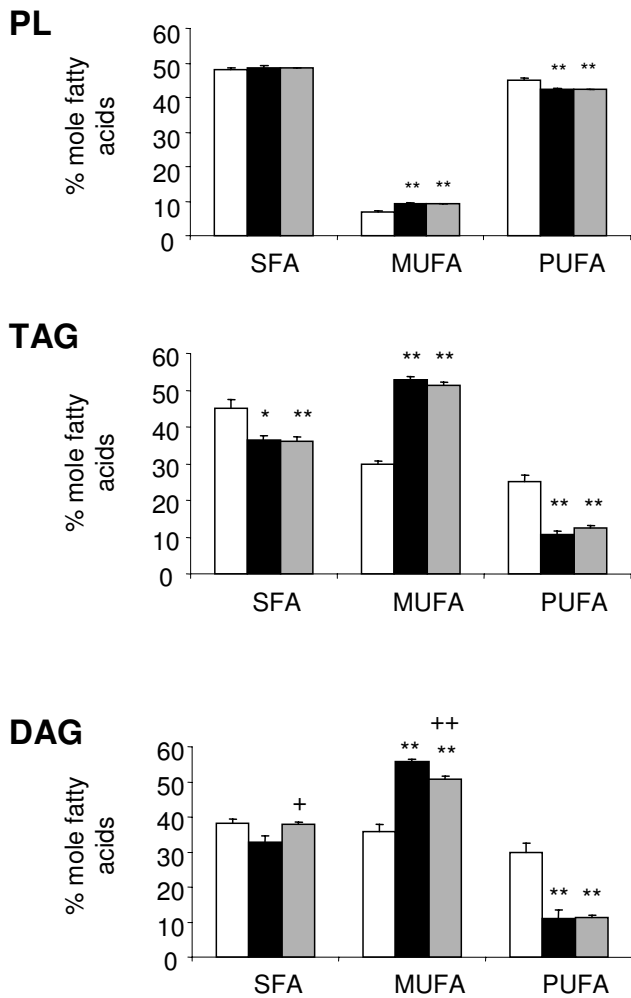 PL
% mole fatty
acids
60
50
40
30
20
10
0
** **
** **
SFA MUFA PUFA
TAG
% mole fatty
acids
60
50
40
30
20
10
0
* **
** **
** **
SFA MUFA PUFA
DAG
% mole fatty
acids
60
50
40
30
20
10
0
+
++
** **
** **
SFA MUFA PUFA